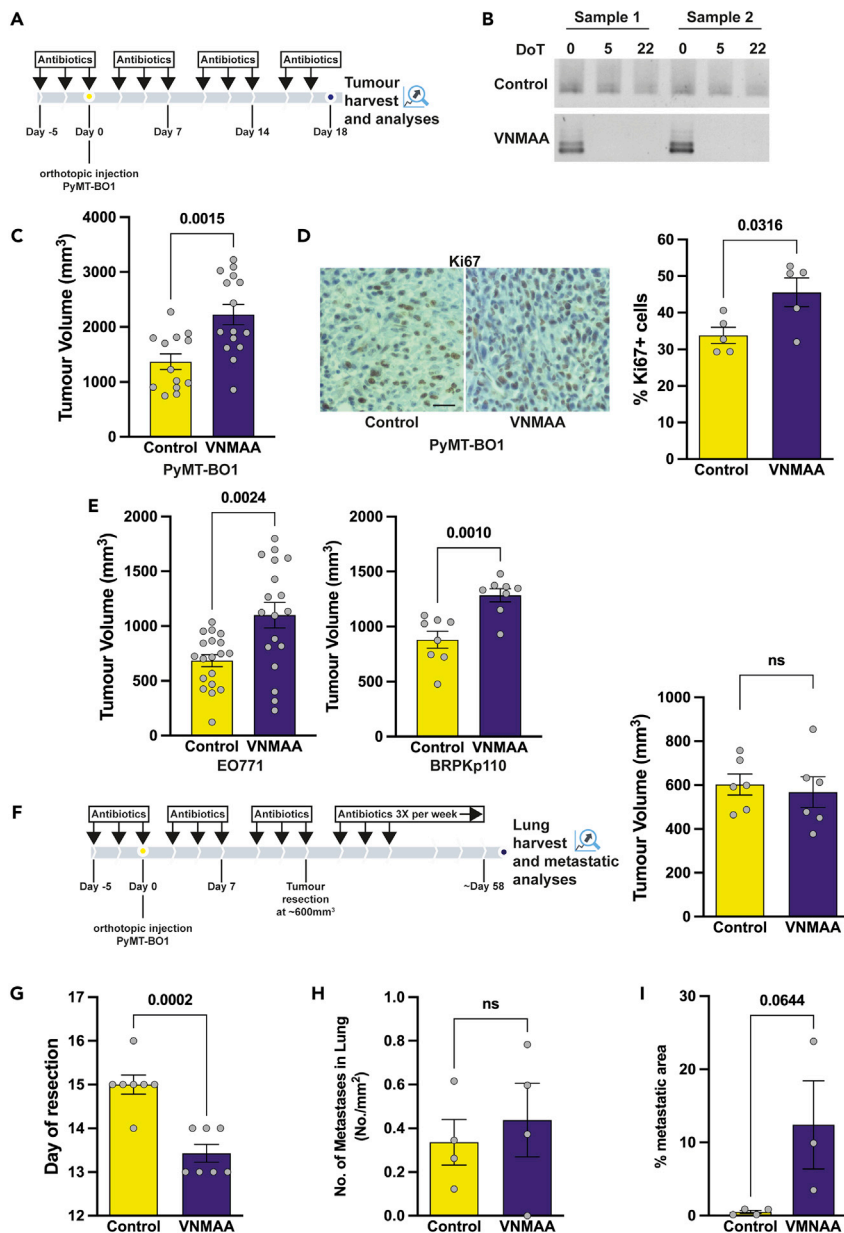 A
Antibiotics Antibiotics Antibiotics Antibiotics
Tumour
harvest
and analyses
Day -5 Day 0 Day 7 Day 14 Day 18
orthotopic injection
PyMT-BO1
B
Sample 1 Sample 2
DoT 0 5 22 0 5 22
Control
VNMAA
C
Tumour Volume (mm³)
4000
3000
2000
1000
0
0.0015
Control VNMAA
PyMT-BO1
D
Ki67
Control VNMAA
PyMT-BO1
% Ki67+ cells
60
50
40
30
20
10
0
0.0316
Control VNMAA
E
Tumour Volume (mm³)
2000
1500
1000
500
0
0.0024
Control VNMAA
EO771
Tumour Volume (mm³)
2000
1500
1000
500
0
0.0010
Control VNMAA
BRPKp110
F
Antibiotics Antibiotics Antibiotics Antibiotics 3X per week
Lung
harvest
and metastatic
analyses
Day -5 Day 0 Day 7 Tumour ~Day 58
resection
at ~600mm³
orthotopic injection
PyMT-BO1
Tumour Volume (mm³)
1000
800
600
400
200
0
ns
Control VNMAA
G
Day of resection
17
16
15
14
13
12
0.0002
Control VNMAA
H
No. of Metastases in Lung
(No./mm²)
1.0
0.8
0.6
0.4
0.2
0.0
ns
Control VNMAA
I
% metastatic area
30
20
10
0
0.0644
Control VMNAA